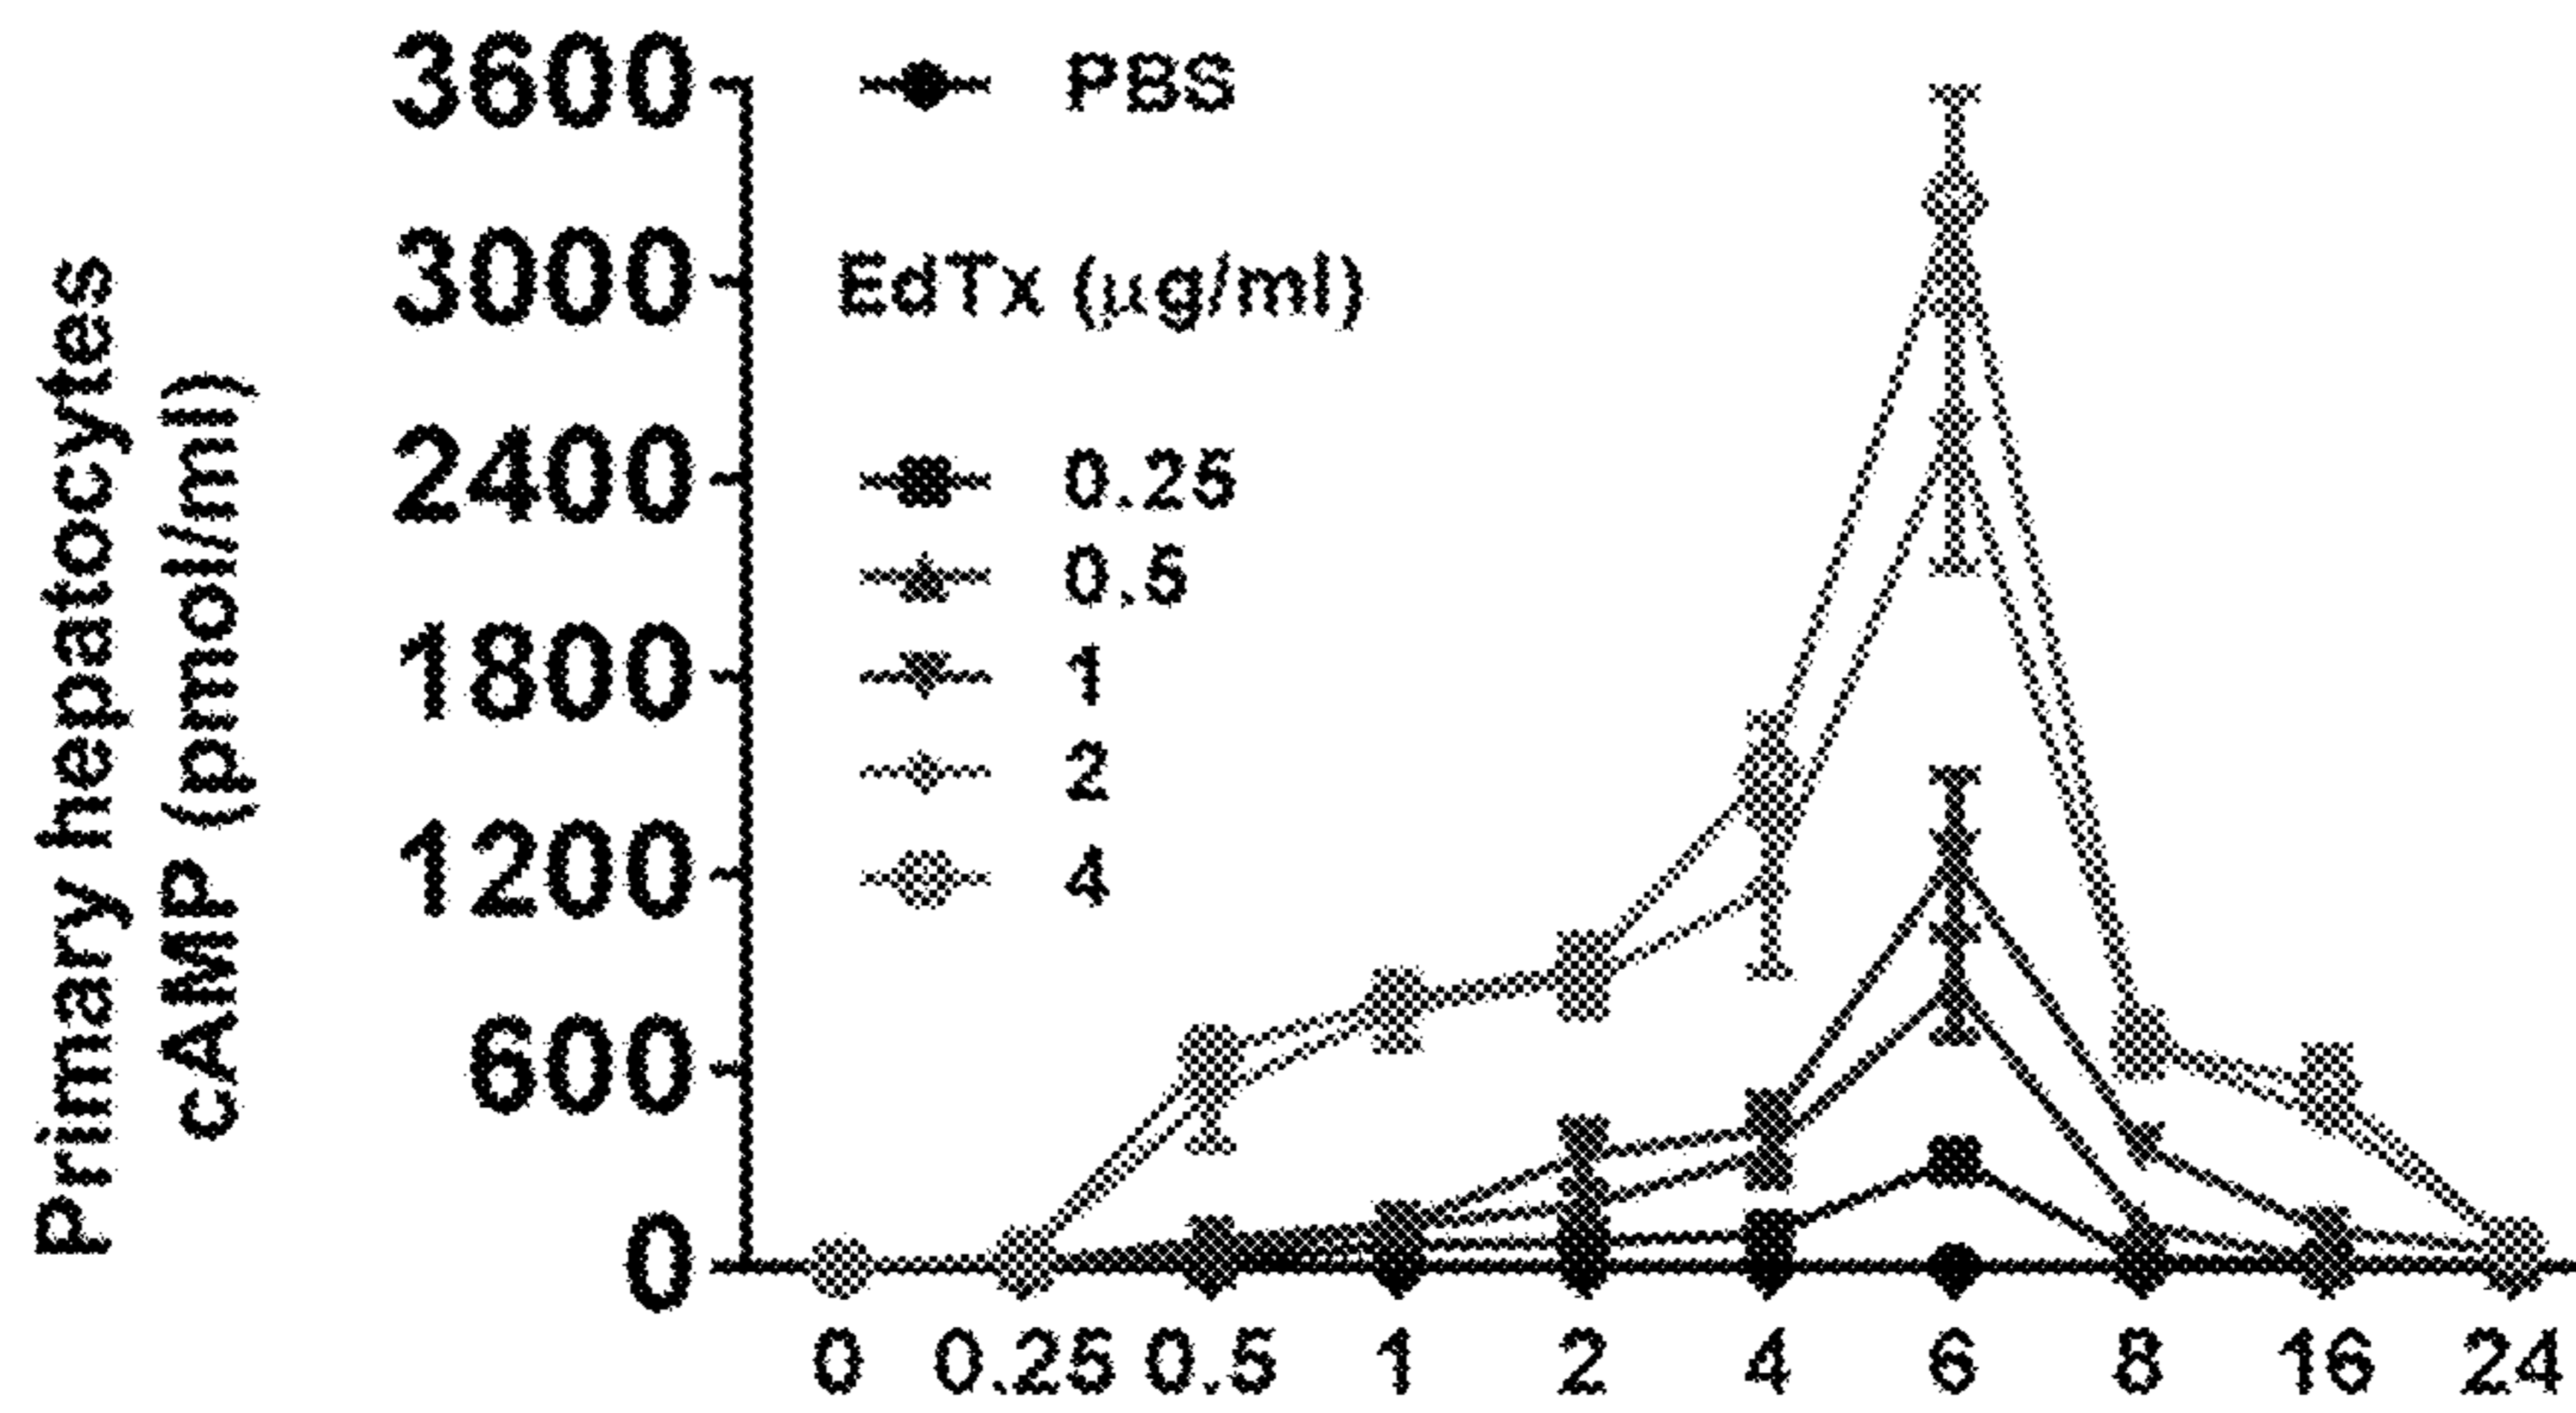 Primary hepatocytes
cAMP (pmol/ml)
3600
3000
2400
1800
1200
600
0
PBS
EdTx (μg/ml)
0.25
0.5
1
2
4
0 0.25 0.5 1 2 4 6 8 16 24